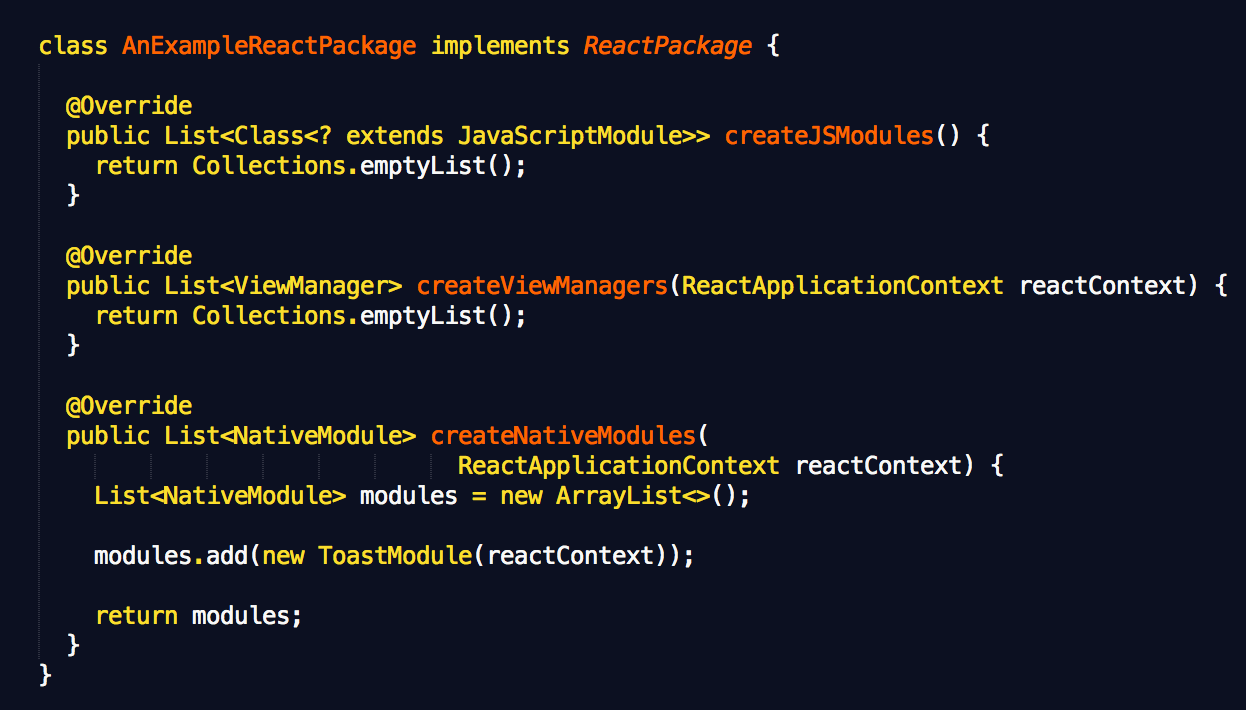 class AnExampleReactPackage implements ReactPackage {
@Override
public List<Class<? extends JavaScriptModule>> createJSModules() {
return Collections.emptyList();
}
@Override
public List<ViewManager> createViewManagers(ReactApplicationContext reactContext) {
return Collections.emptyList();
}
@Override
public List<NativeModule> createNativeModules(
ReactApplicationContext reactContext) {
List<NativeModule> modules = new ArrayList<>();
modules.add(new ToastModule(reactContext));
return modules;
}
}